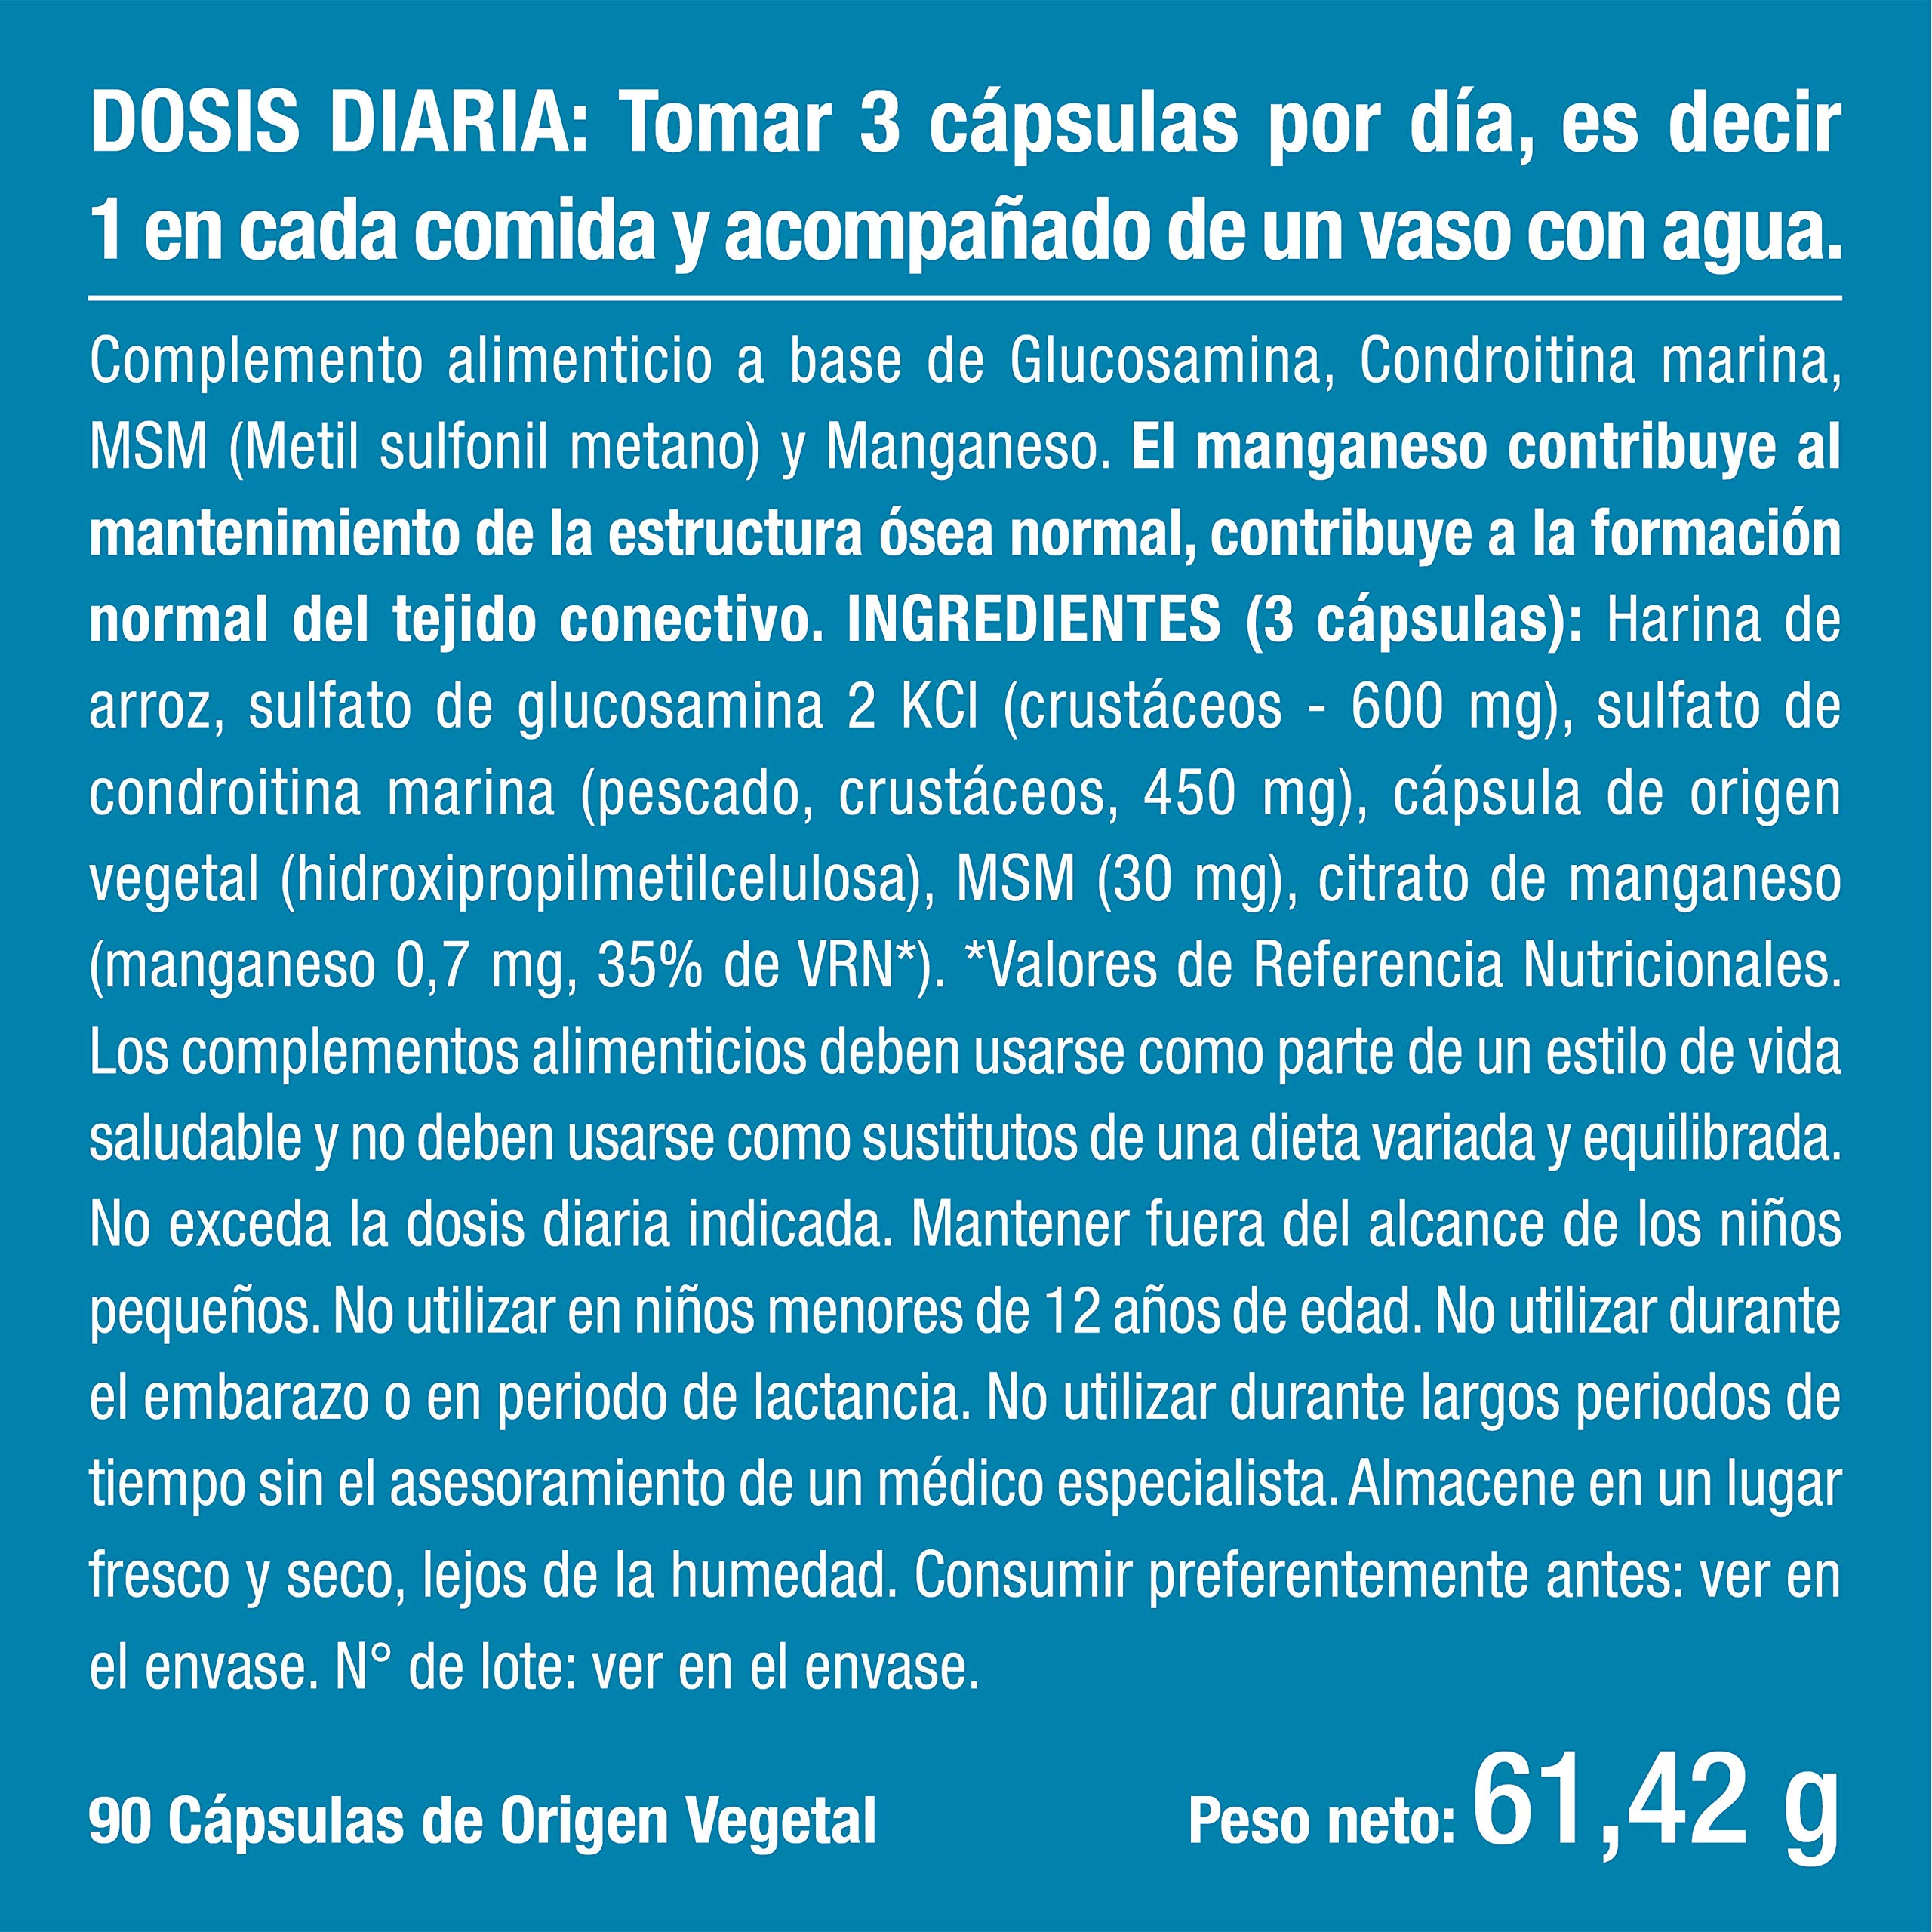 DOSIS DIARIA: Tomar 3 cápsulas por día, es decir
1 en cada comida y acompañado de un vaso con agua.
Complemento alimenticio a base de Glucosamina, Condroitina marina,
MSM (Metil sulfonil metano) y Manganeso. El manganeso contribuye al
mantenimiento de la estructura ósea normal, contribuye a la formación
normal del tejido conectivo. INGREDIENTES (3 cápsulas): Harina de
arroz, sulfato de glucosamina 2 KCl (crustáceos - 600 mg), sulfato de
condroitina marina (pescado, crustáceos, 450 mg), cápsula de origen
vegetal (hidroxipropilmetilcelulosa), MSM (30 mg), citrato de manganeso
(manganeso 0,7 mg, 35% de VRN*). *Valores de Referencia Nutricionales.
Los complementos alimenticios deben usarse como parte de un estilo de vida
saludable y no deben usarse como sustitutos de una dieta variada y equilibrada.
No exceda la dosis diaria indicada. Mantener fuera del alcance de los niños
pequeños. No utilizar en niños menores de 12 años de edad. No utilizar durante
el embarazo o en periodo de lactancia. No utilizar durante largos periodos de
tiempo sin el asesoramiento de un médico especialista. Almacene en un lugar
fresco y seco, lejos de la humedad. Consumir preferentemente antes: ver en
el envase. N° de lote: ver en el envase.
90 Cápsulas de Origen Vegetal Peso neto: 61,42 g